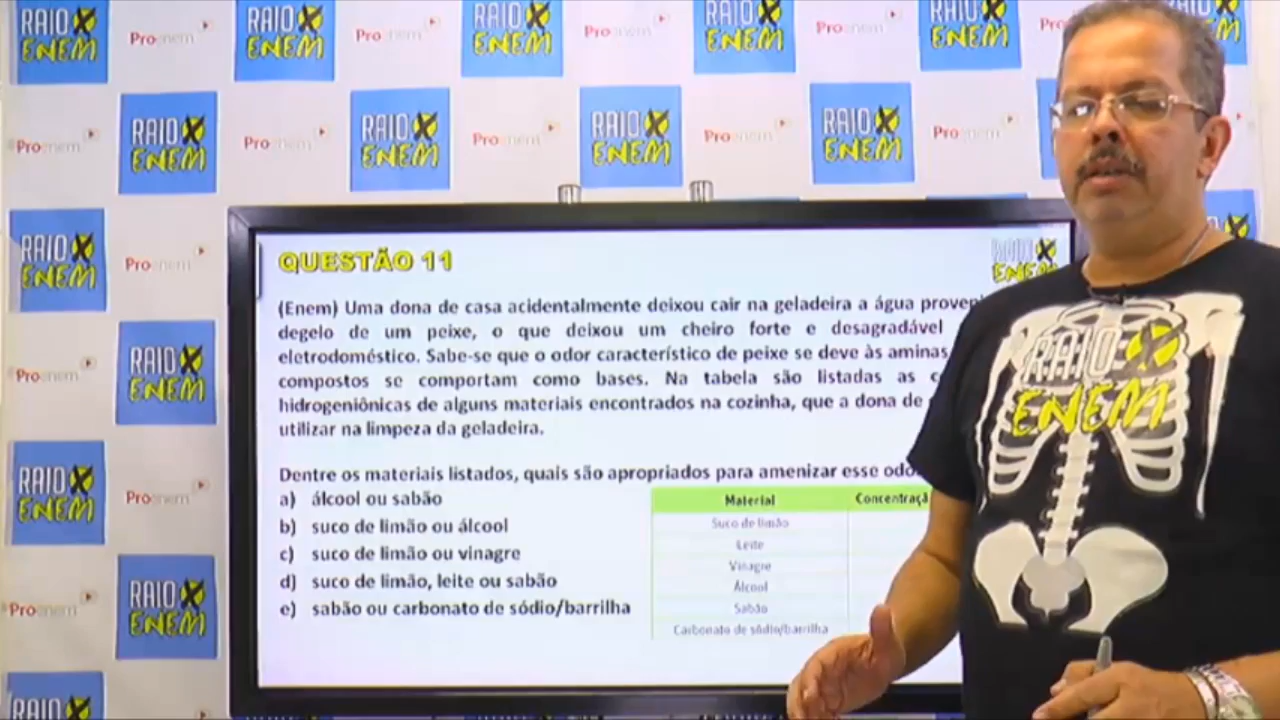 RAIO X
ENEM
Proenem
QUESTÃO 11
(Enem) Uma dona de casa acidentalmente deixou cair na geladeira a água
degelo de um peixe, o que deixou um cheiro forte e desagradável
eletrodoméstico. Sabe-se que o odor característico de peixe se deve às aminas
compostos se comportam como bases. Na tabela são listadas as
hidrogeniônicas de alguns materiais encontrados na cozinha, que a dona de
utilizar na limpeza da geladeira.
Dentre os materiais listados, quais são apropriados para amenizar esse
a) álcool ou sabão
b) suco de limão ou álcool
c) suco de limão ou vinagre
d) suco de limão, leite ou sabão
e) sabão ou carbonato de sódio/barrilha
Material
Suco de limão
Leite
Vinagre
Álcool
Sabão
Carbonato de sódio/barrilha
RAIO X
ENEM